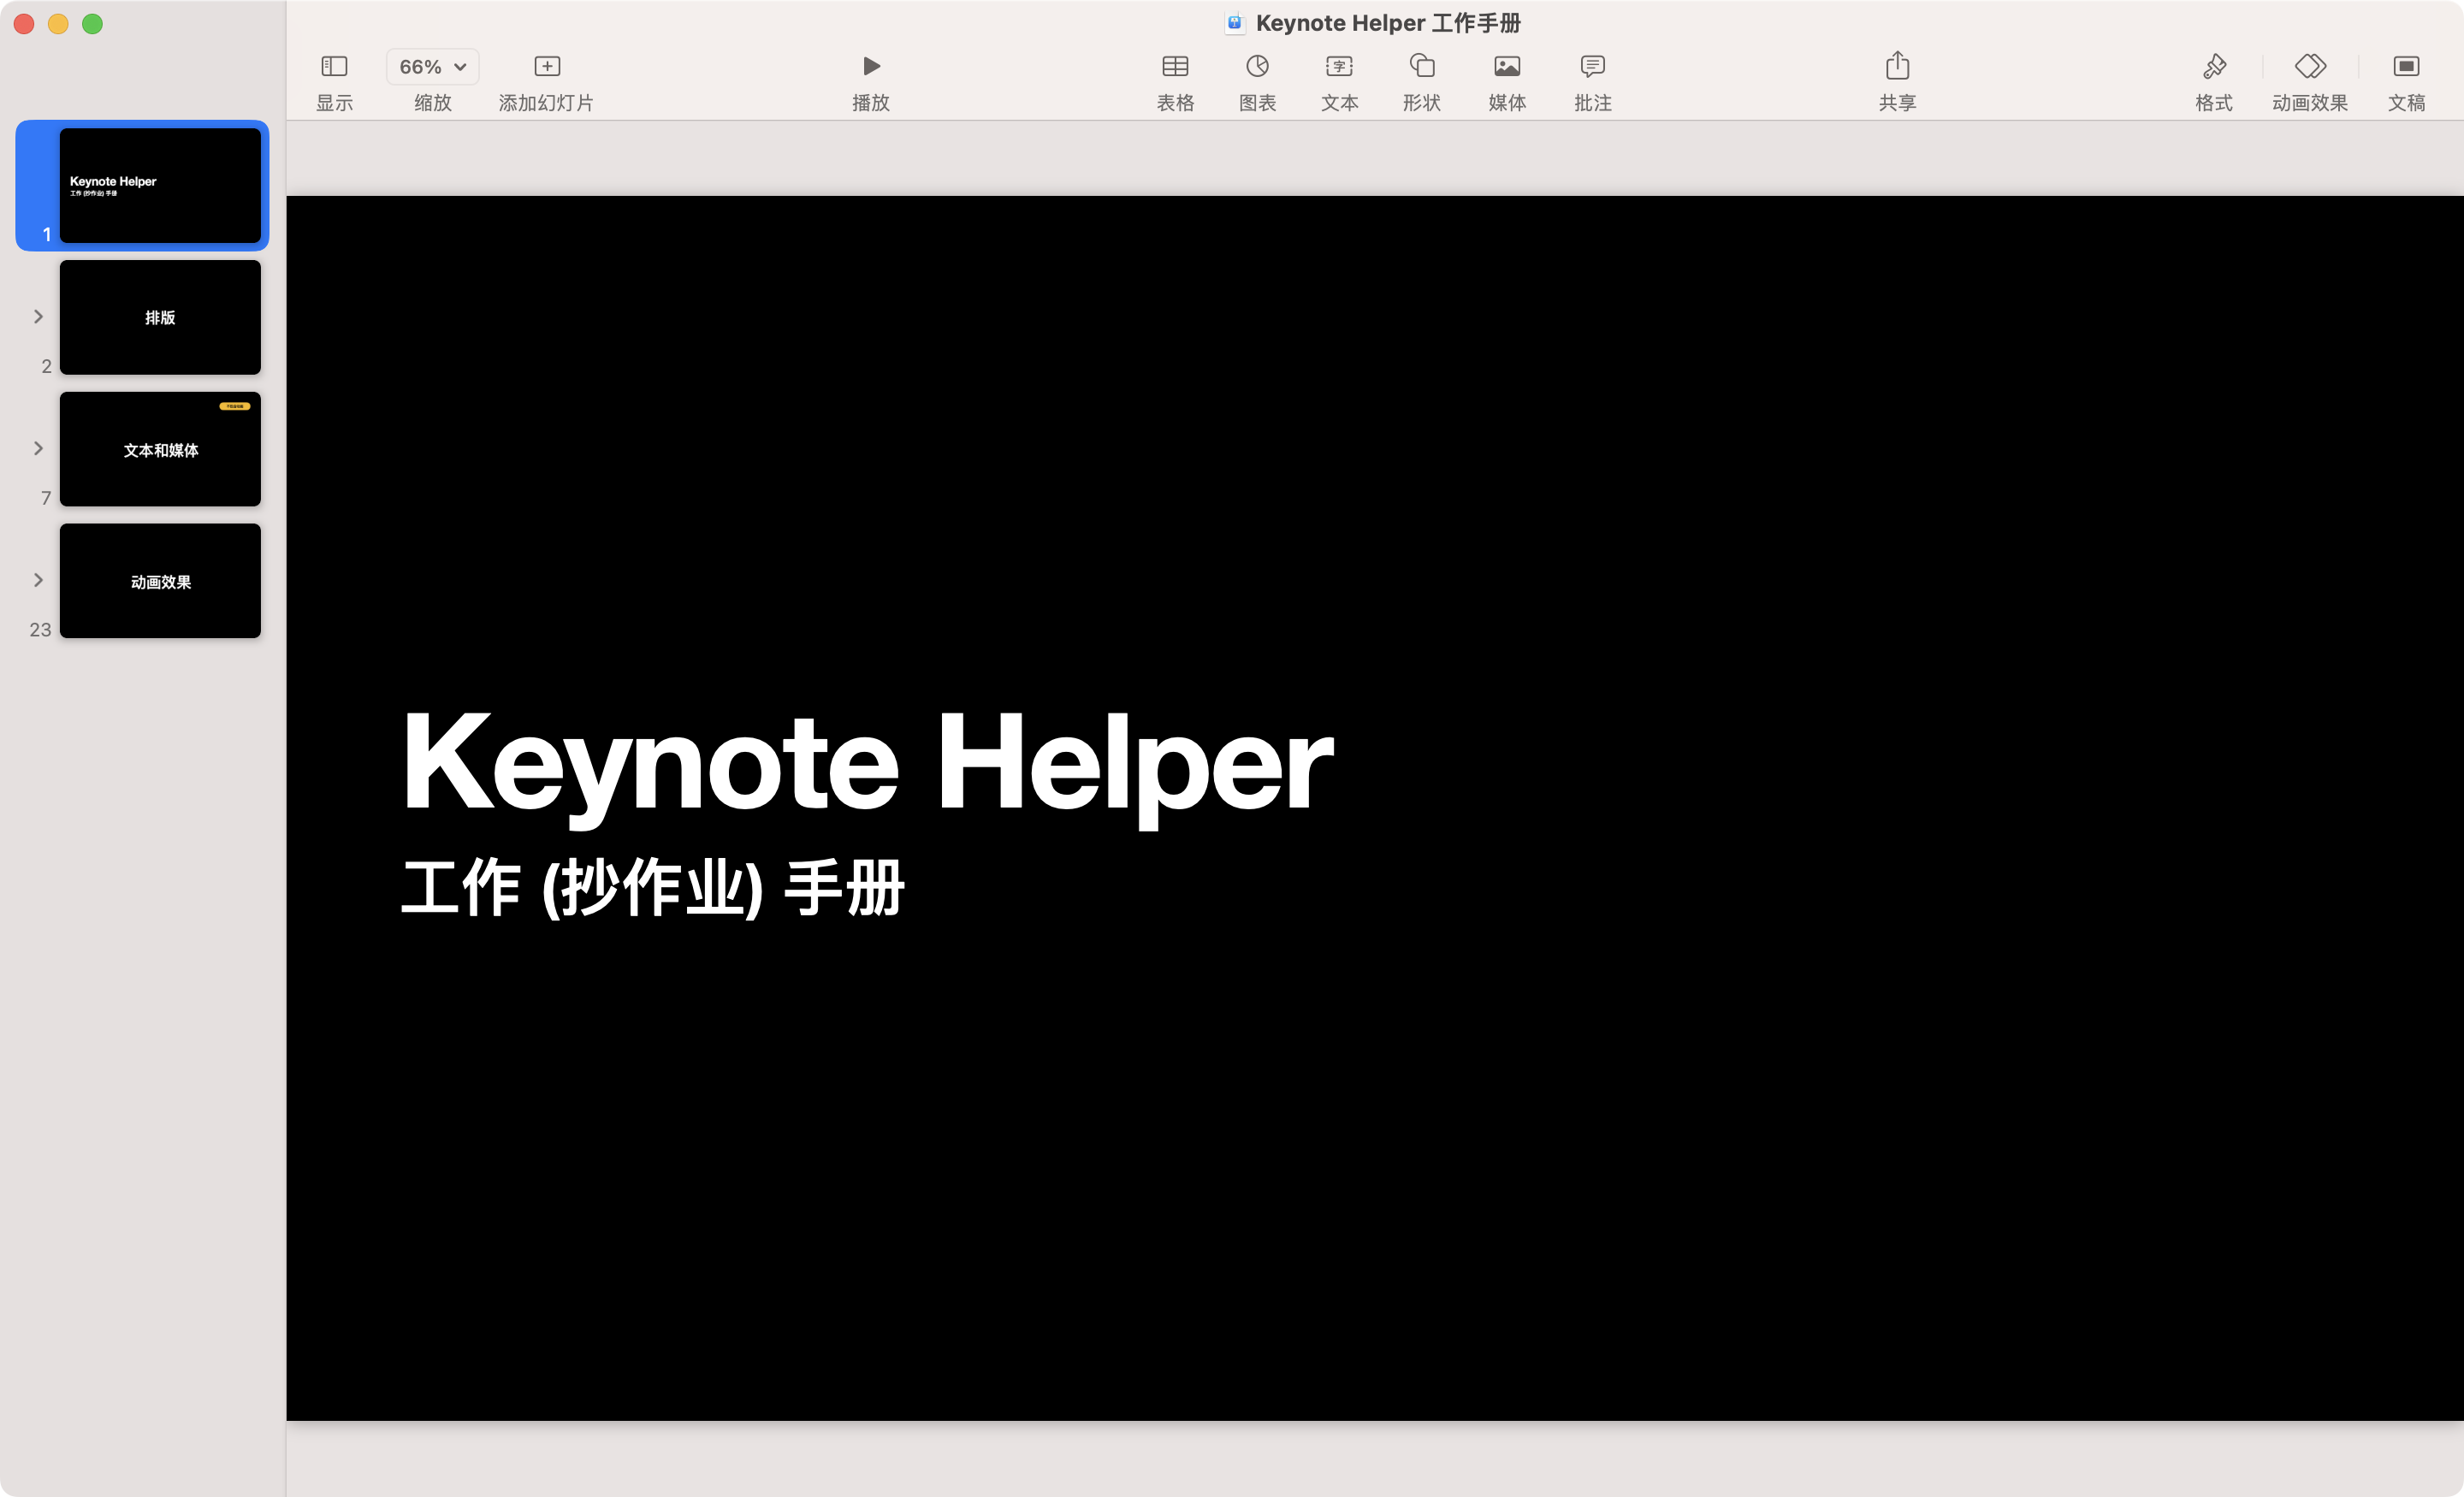 Keynote Helper 工作手册
66%
显示
缩放
添加幻灯片
播放
表格
图表
文本
形状
媒体
批注
共享
格式
动画效果
文稿
Keynote Helper
工作 (抄作业) 手册
1
排版
2
文本和媒体
7
动画效果
23
Keynote Helper
工作 (抄作业) 手册